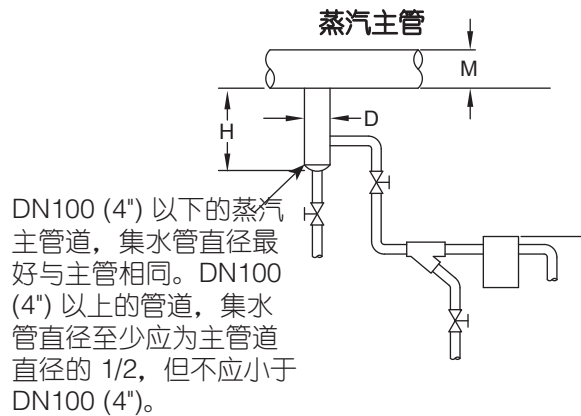 蒸汽主管
M
H
D
DN100 (4") 以下的蒸汽
主管道，集水管直径最
好与主管相同。DN100
(4") 以上的管道，集水
管直径至少应为主管道
直径的 1/2，但不应小于
DN100 (4")。